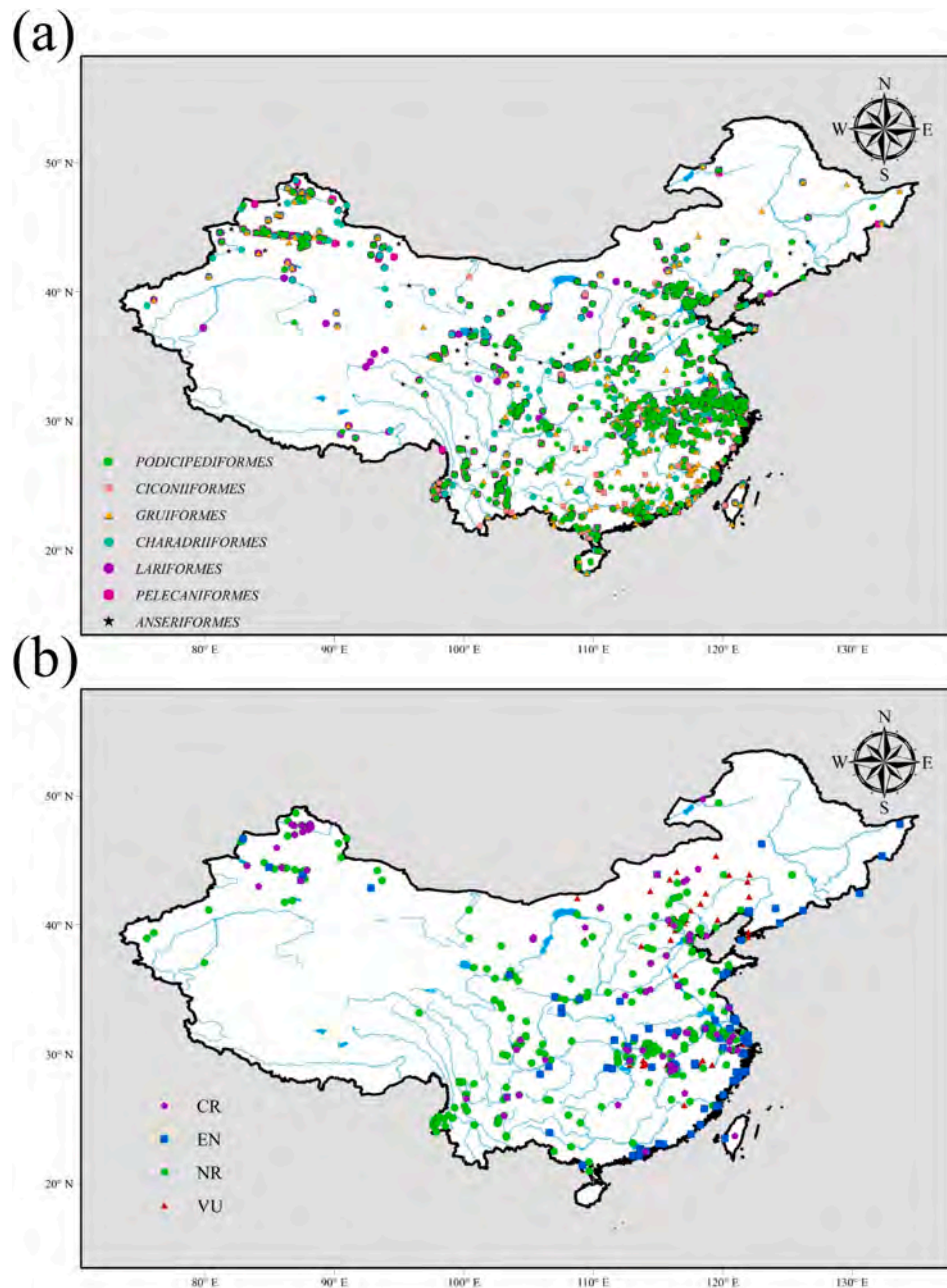 (a)
N
W E
S
50° N
40° N
30° N
20° N
PODICIPEDIFORMES
CICONIIFORMES
GRUIFORMES
CHARADRIIFORMES
LARIFORMES
PELECANIFORMES
ANSERIFORMES
80° E 90° E 100° E 110° E 120° E 130° E
(b)
N
W E
S
50° N
40° N
30° N
20° N
CR
EN
NR
VU
80° E 90° E 100° E 110° E 120° E 130° E